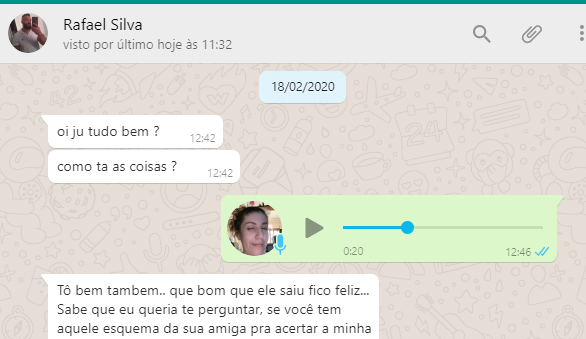 Rafael Silva
visto por último hoje às 11:32
18/02/2020
oi ju tudo bem ?
12:42
como ta as coisas ?
12:42
0:20
12:46
Tô bem tambem.. que bom que ele saiu fico feliz...
Sabe que eu queria te perguntar, se você tem
aquele esquema da sua amiga pra acertar a minha